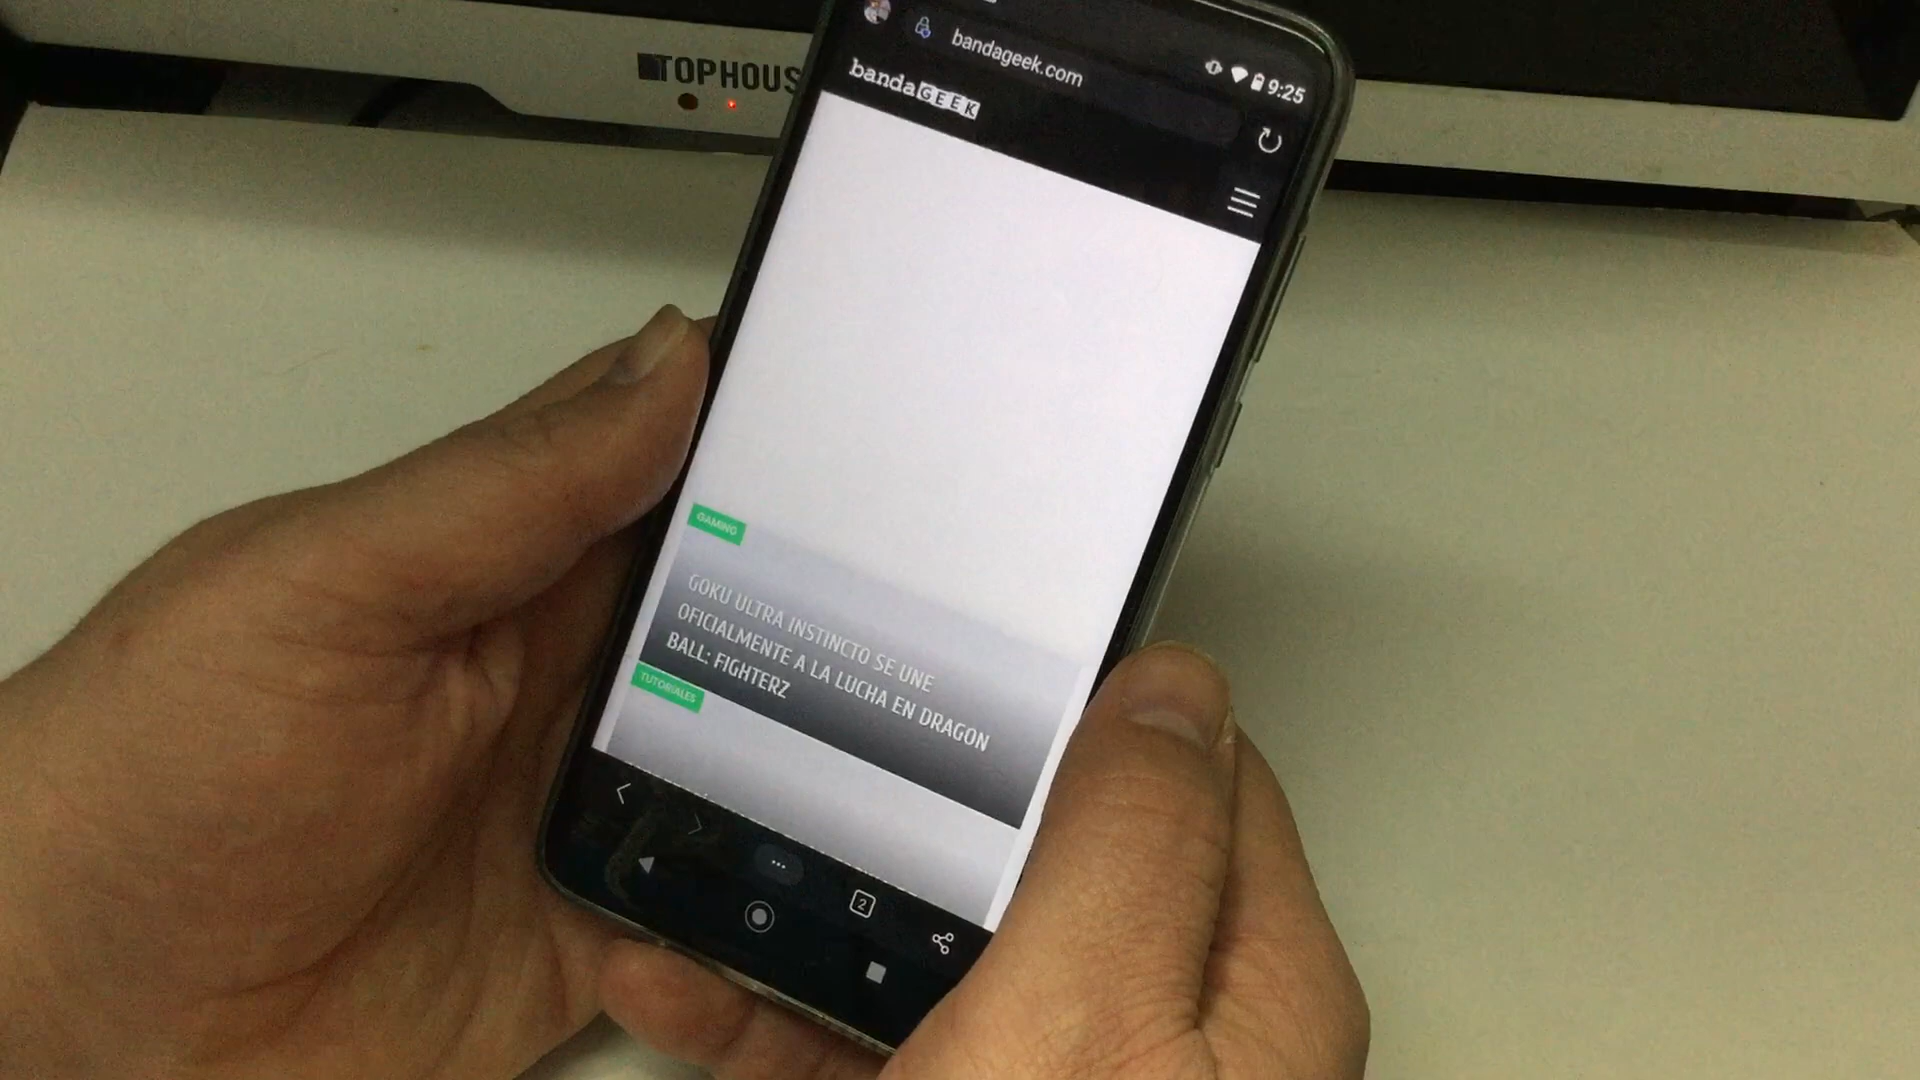 TOPHOUS
bandageek.com
9:25
bandaGEEK
GAMING
GOKU ULTRA INSTINCTO SE UNE
OFICIALMENTE A LA LUCHA EN DRAGON
BALL: FIGHTERZ
TUTORIALES
2